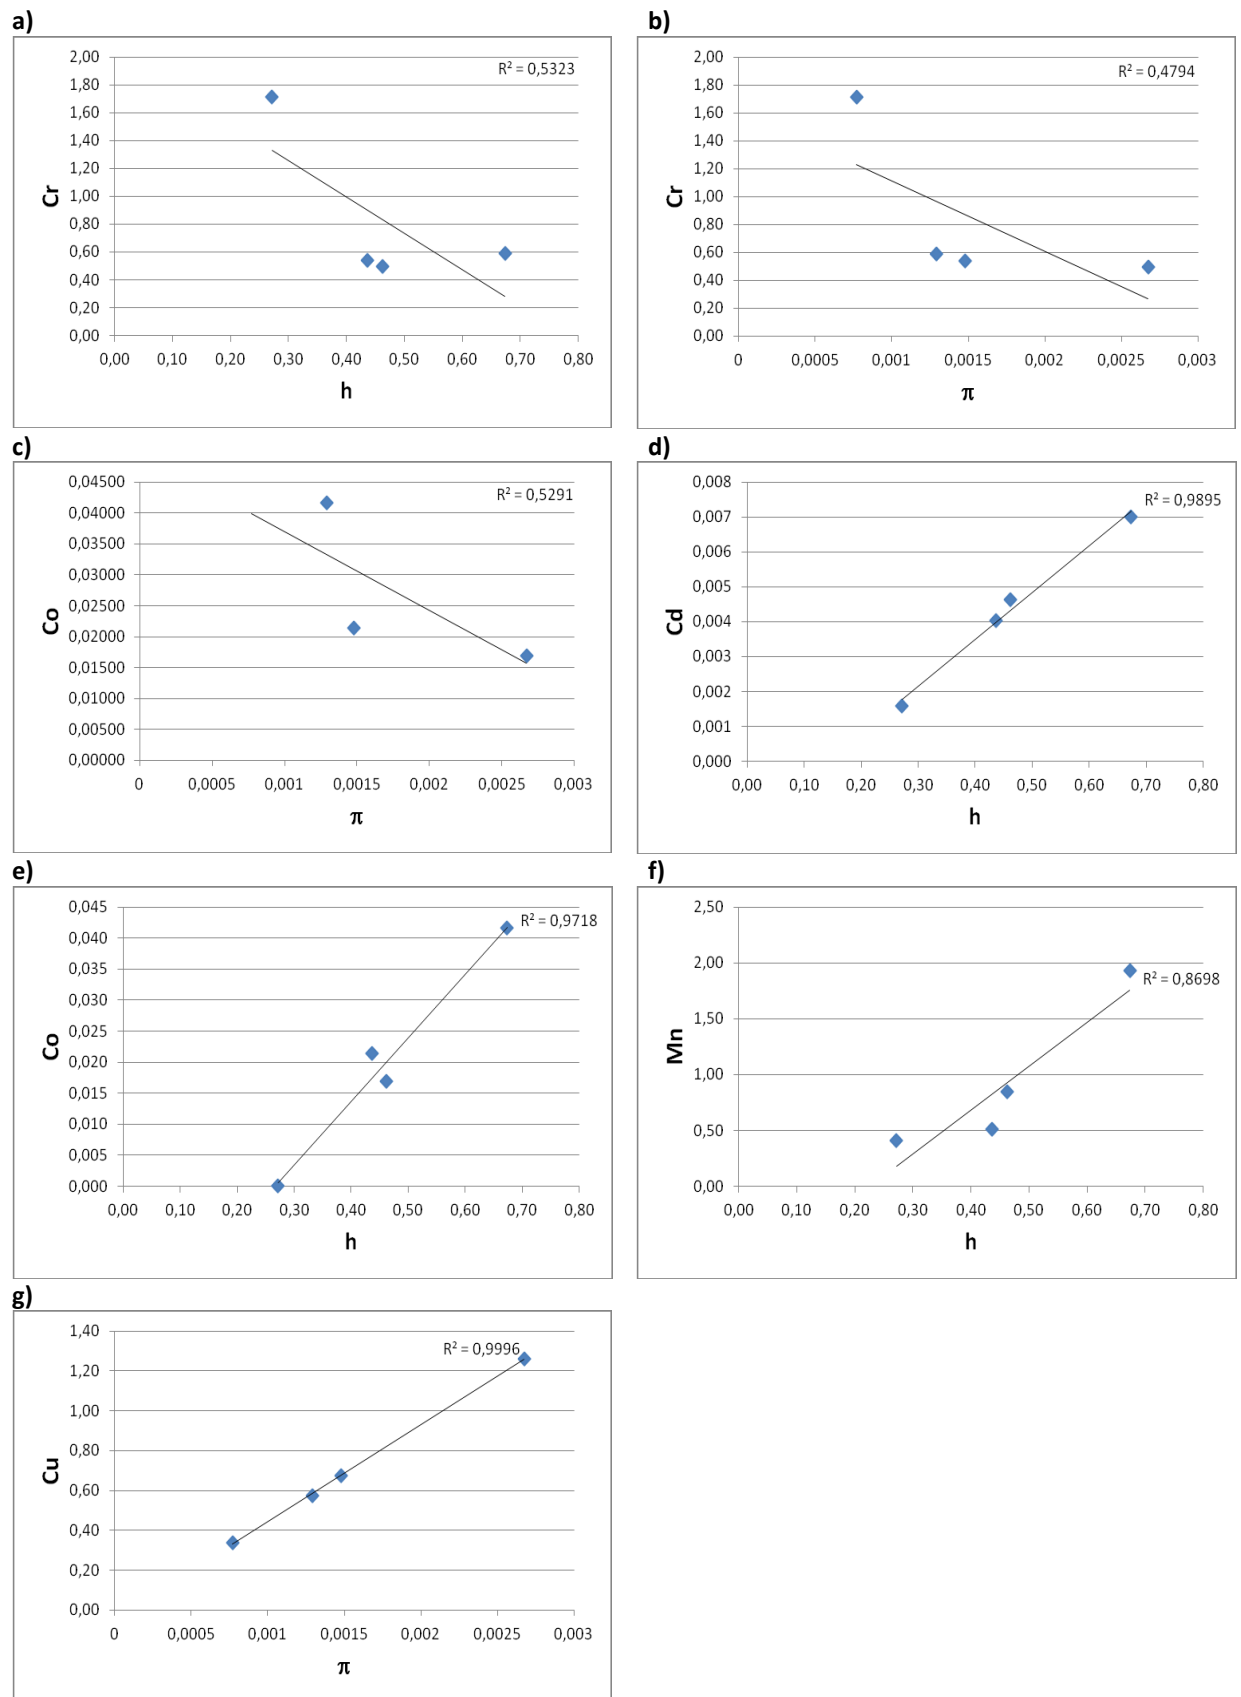 a)
R² = 0,5323
2,00
1,80
1,60
1,40
1,20
1,00
0,80
0,60
0,40
0,20
0,00
Cr
0,00 0,10 0,20 0,30 0,40 0,50 0,60 0,70 0,80
h
b)
R² = 0,4794
2,00
1,80
1,60
1,40
1,20
1,00
0,80
0,60
0,40
0,20
0,00
Cr
0 0,0005 0,001 0,0015 0,002 0,0025 0,003
π
c)
R² = 0,5291
0,04500
0,04000
0,03500
0,03000
0,02500
0,02000
0,01500
0,01000
0,00500
0,00000
Co
0 0,0005 0,001 0,0015 0,002 0,0025 0,003
π
d)
R² = 0,9895
0,008
0,007
0,006
0,005
0,004
0,003
0,002
0,001
0,000
Cd
0,00 0,10 0,20 0,30 0,40 0,50 0,60 0,70 0,80
h
e)
R² = 0,9718
0,045
0,040
0,035
0,030
0,025
0,020
0,015
0,010
0,005
0,000
Co
0,00 0,10 0,20 0,30 0,40 0,50 0,60 0,70 0,80
h
f)
R² = 0,8698
2,50
2,00
1,50
1,00
0,50
0,00
Mn
0,00 0,10 0,20 0,30 0,40 0,50 0,60 0,70 0,80
h
g)
R² = 0,9996
1,40
1,20
1,00
0,80
0,60
0,40
0,20
0,00
Cu
0 0,0005 0,001 0,0015 0,002 0,0025 0,003
π